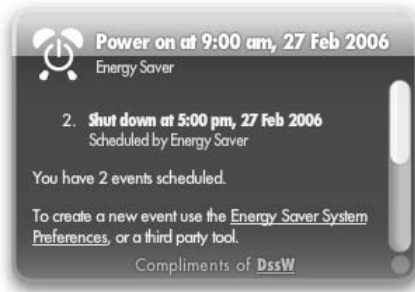 Power on at 9:00 am, 27 Feb 2006
Energy Saver
2. Shut down at 5:00 pm, 27 Feb 2006
Scheduled by Energy Saver
You have 2 events scheduled.
To create a new event use the Energy Saver System
Preferences, or a third party tool.
Compliments of DssW